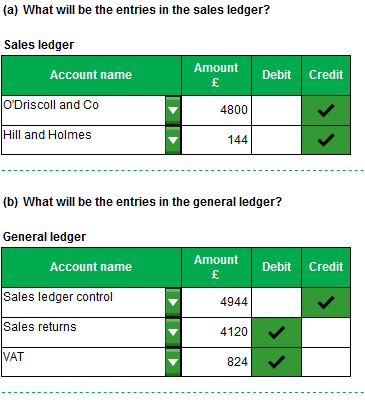 (a) What will be the entries in the sales ledger?
Sales ledger
Account name Amount £ Debit Credit
O'Driscoll and Co 4800
Hill and Holmes 144
(b) What will be the entries in the general ledger?
General ledger
Account name Amount £ Debit Credit
Sales ledger control 4944
Sales returns 4120
VAT 824